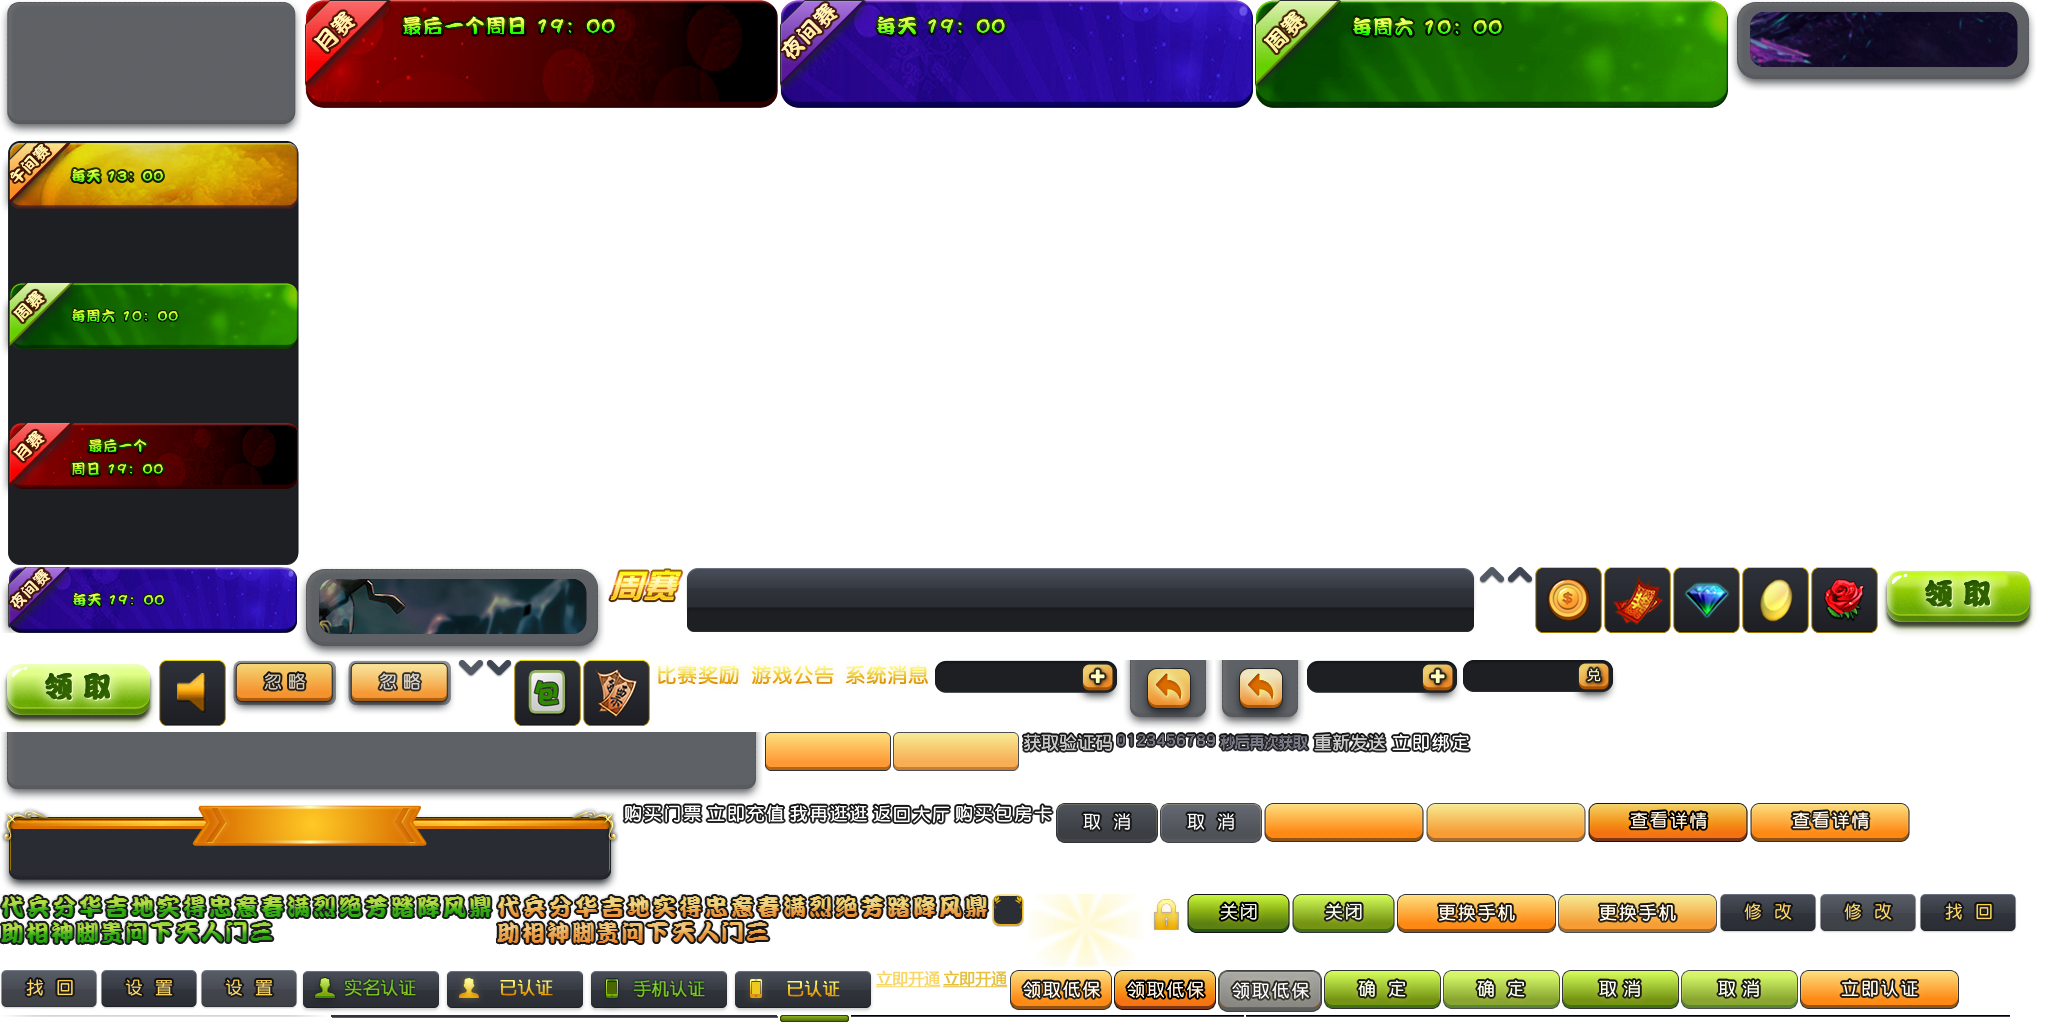 月赛
最后一个周日 19：00
夜间赛
每天 19：00
周赛
每周六 10：00
午间赛
每天 13：00
周赛
每周六 10：00
月赛
最后一个
周日 19：00
夜间赛
每天 19：00
周赛
领取
领取
忽略
忽略
比赛奖励 游戏公告 系统消息
兑
获取验证码 0123456789 秒后再次获取 重新发送 立即绑定
购买门票 立即充值 我再逛逛 返回大厅 购买包房卡
取 消
取 消
查看详情
查看详情
代兵分华吉地实得忠意春满烈绝芳踏降风鼎
助相神脚贵问下天人门三
代兵分华吉地实得忠意春满烈绝芳踏降风鼎
助相神脚贵问下天人门三
关闭
关闭
更换手机
更换手机
修 改
修 改
找 回
找 回
设 置
设 置
实名认证
已认证
手机认证
已认证
立即开通 立即开通
领取低保
领取低保
领取低保
确 定
确 定
取 消
取 消
立即认证